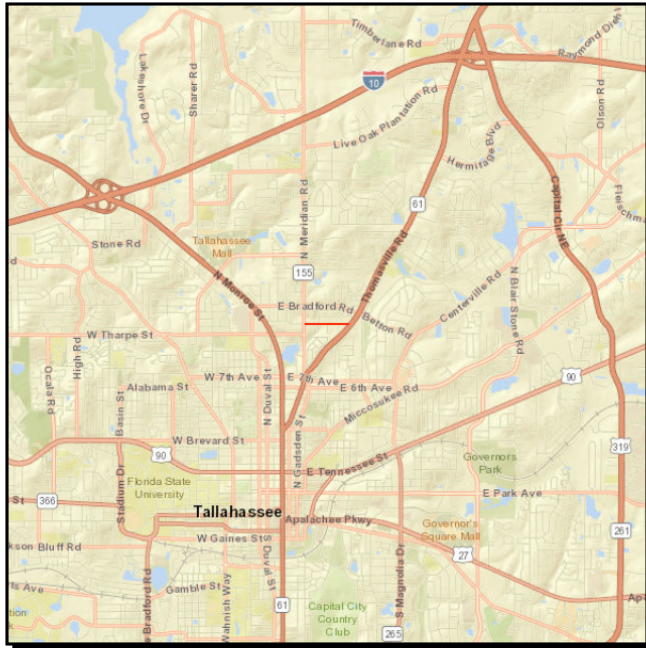 Timberlane Rd
Raymond Dieh
Lakeshore Dr
Sharer Rd
10
Olson Rd
Live Oak Plantation Rd
Hermitage Blvd
61
Capital Cir NE
Fleischma
N Meridian Rd
Stone Rd
Tallahassee
Mall
155
Thomasville Rd
N Monroe St
d
E Bradford Rd
Betton Rd
Centerville Rd
N Blair Stone Rd
W Tharpe St
High Rd
Ocala Rd
W 7th Ave
E 7th Ave
E 6th Ave
90
Alabama St
N Duval St
Miccosukee Rd
Basin St
N Gadsden St
W Brevard St
90
E Tennessee St
Governors
Park
319
Florida State
University
Stadium Dr
366
St
E Park Ave
Tallahassee
Apalachee Pkwy
Governor's
Square Mall
261
W Gaines St
kson Bluff Rd
27
S Duval St
S Magnolia Dr
Gamble St
Wahnish Way
e Bradford Rd
61
Capital City
Country
Club
265
Ap